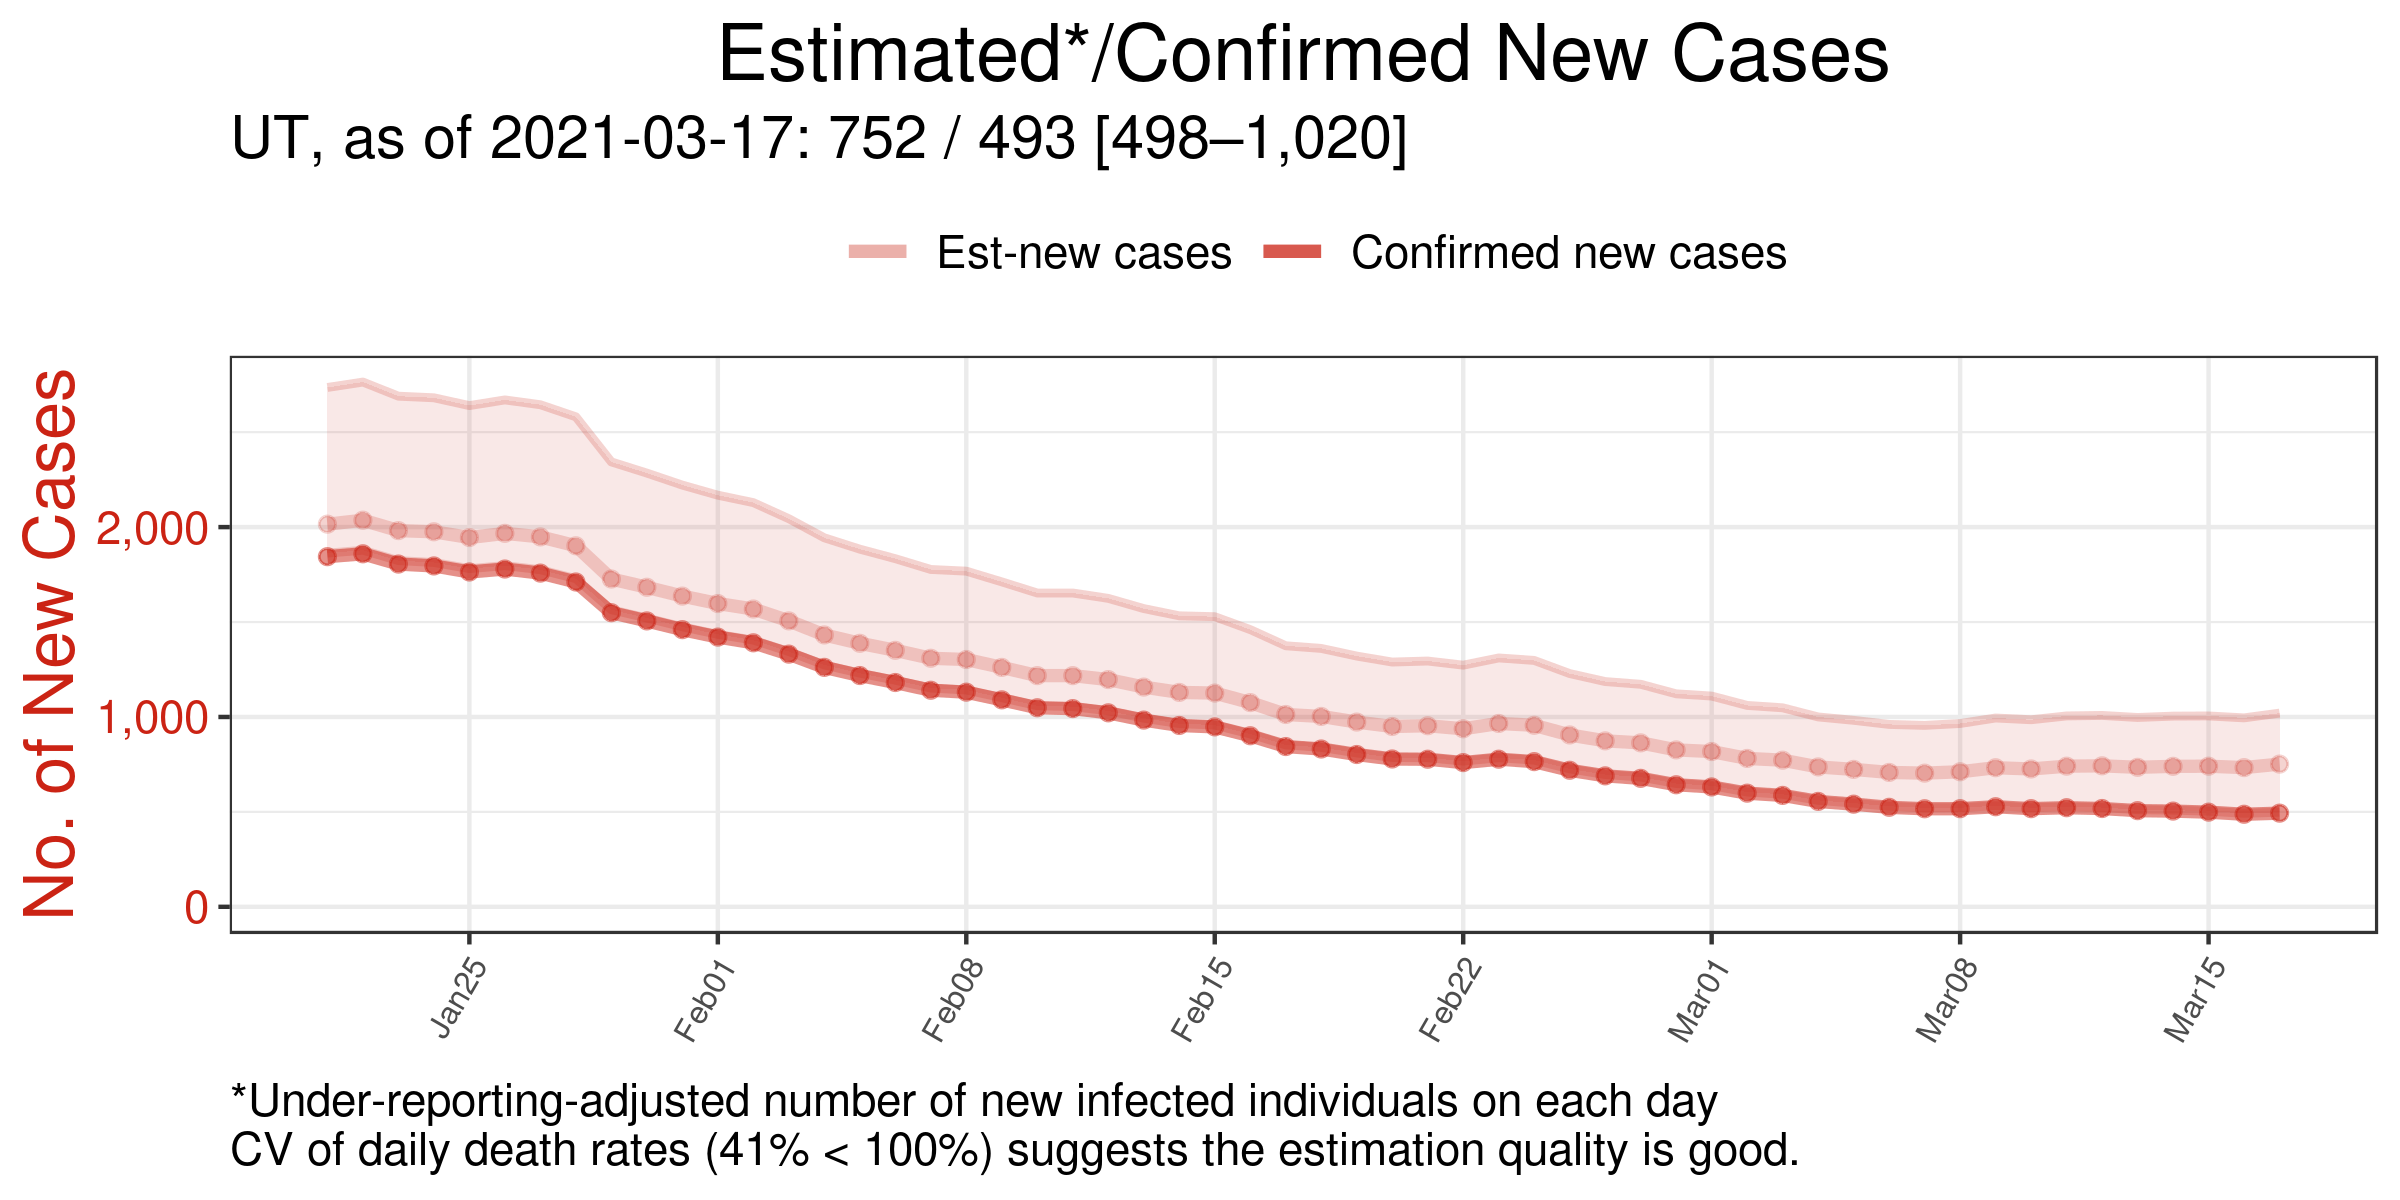 Estimated*/Confirmed New Cases
UT, as of 2021-03-17: 752 / 493 [498–1,020]
Est-new cases
Confirmed new cases
No. of New Cases
2,000
1,000
0
Jan25
Feb01
Feb08
Feb15
Feb22
Mar01
Mar08
Mar15
*Under-reporting-adjusted number of new infected individuals on each day
CV of daily death rates (41% < 100%) suggests the estimation quality is good.